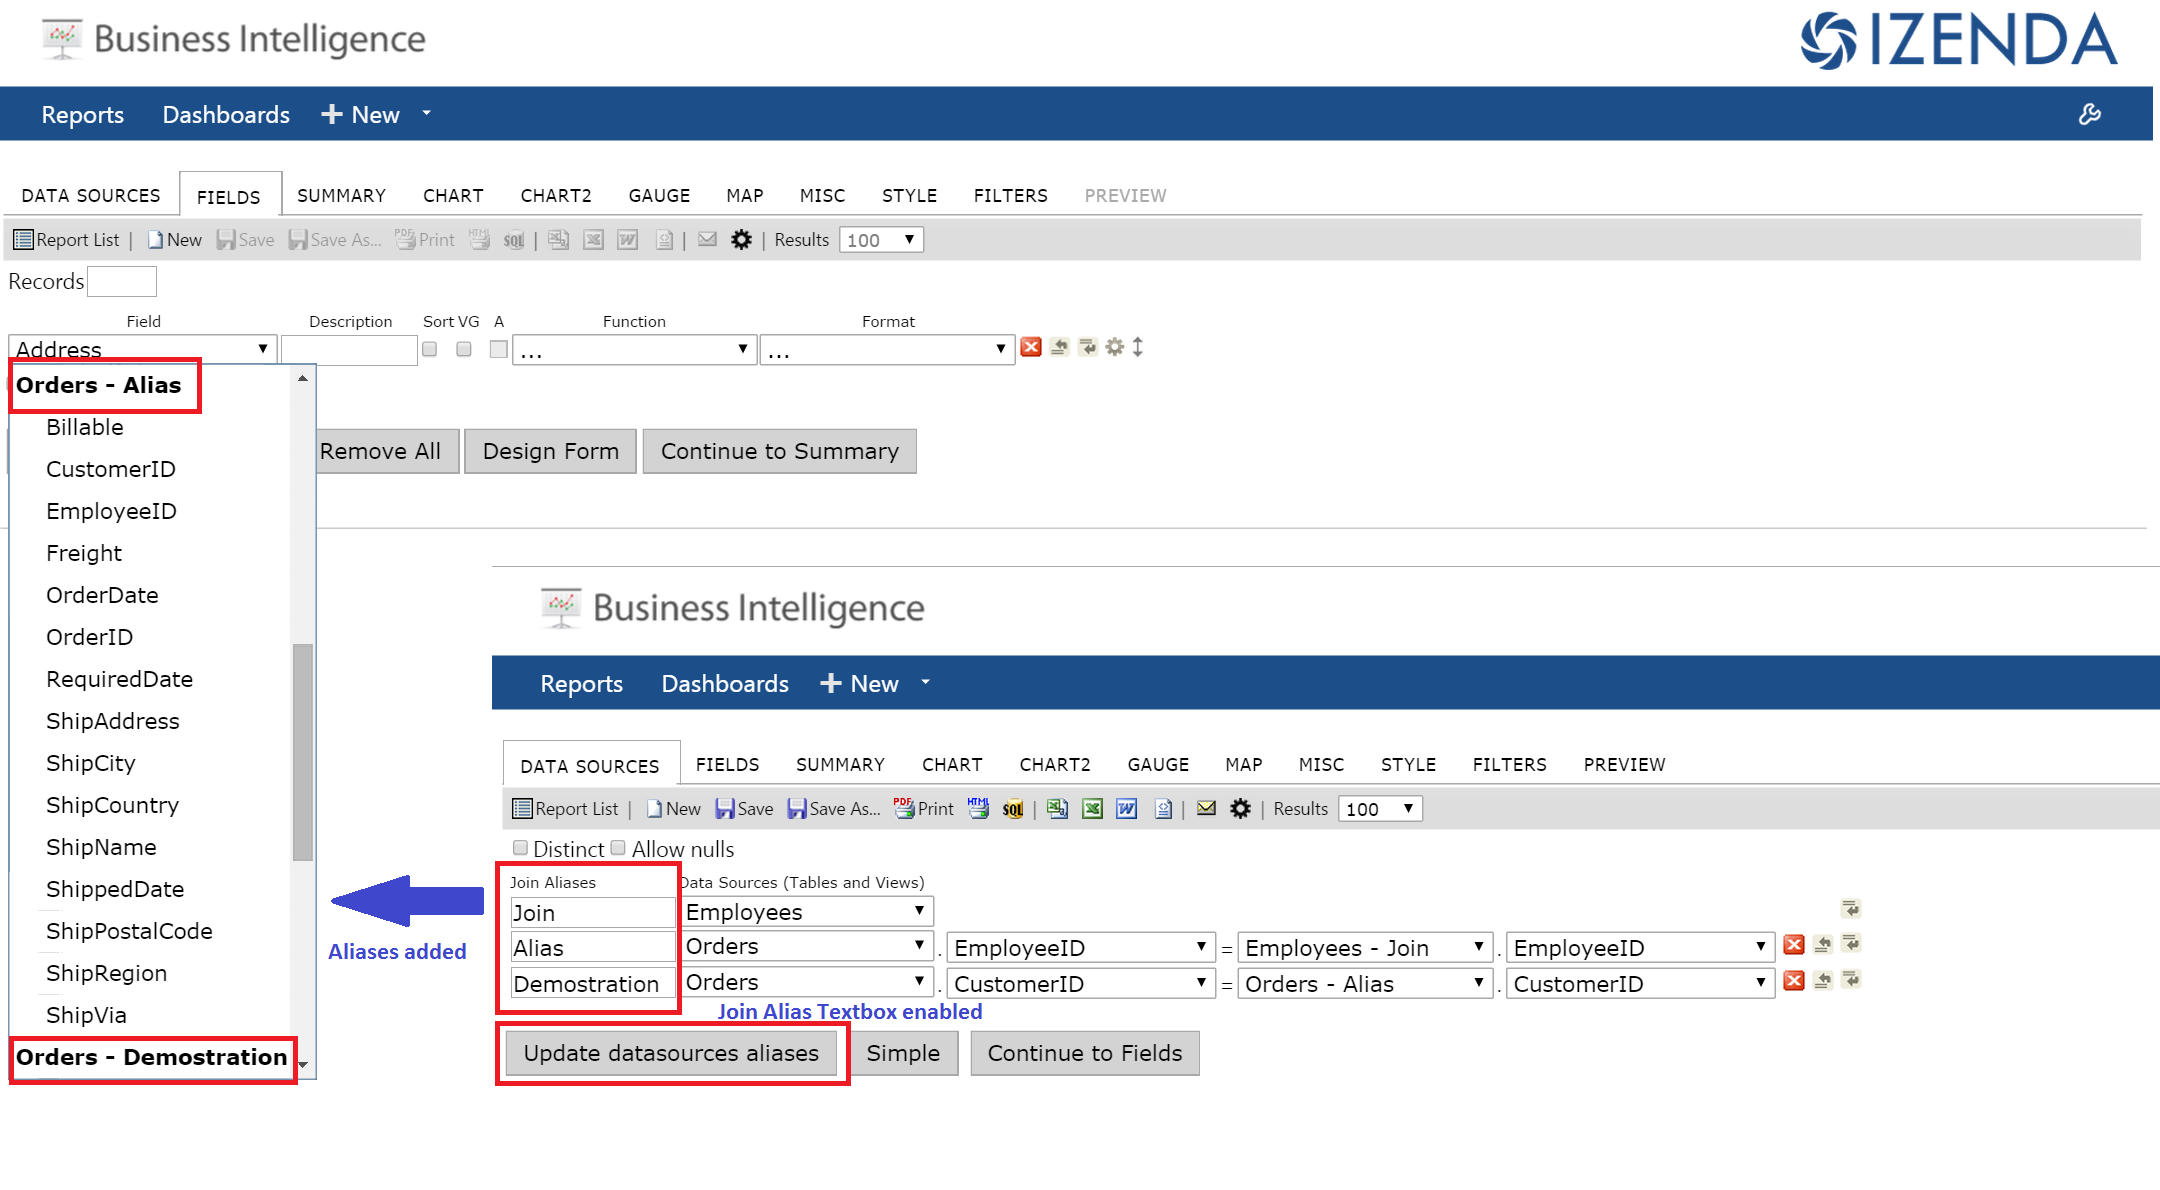 Business Intelligence
IZENDA
Reports Dashboards + New
DATA SOURCES FIELDS SUMMARY CHART CHART2 GAUGE MAP MISC STYLE FILTERS PREVIEW
Report List | New Save Save As... PDF Print HTML SQL | | Results 100
Records
Field Description Sort VG A Function Format
Address ... ...
Orders - Alias
Billable
Remove All Design Form Continue to Summary
CustomerID
EmployeeID
Freight
OrderDate
OrderID
RequiredDate
ShipAddress
ShipCity
ShipCountry
ShipName
ShippedDate
ShipPostalCode
ShipRegion
ShipVia
Orders - Demostration
Aliases added
Business Intelligence
Reports Dashboards + New
DATA SOURCES FIELDS SUMMARY CHART CHART2 GAUGE MAP MISC STYLE FILTERS PREVIEW
Report List | New Save Save As... PDF Print HTML SQL | | Results 100
Distinct Allow nulls
Join Aliases Data Sources (Tables and Views)
Join Employees
Alias Orders . EmployeeID = Employees - Join . EmployeeID
Demostration Orders . CustomerID = Orders - Alias . CustomerID
Join Alias Textbox enabled
Update datasources aliases Simple Continue to Fields